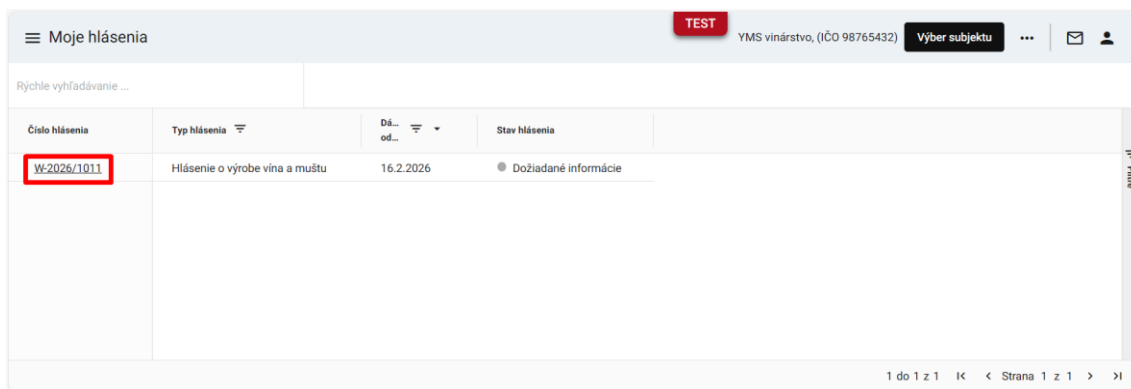 Moje hlásenia
TEST
YMS vinárstvo, (IČO 98765432)
Výber subjektu
Rýchle vyhľadávanie ...
Číslo hlásenia
Typ hlásenia
Dá...
od...
Stav hlásenia
W-2026/1011
Hlásenie o výrobe vína a muštu
16.2.2026
Dožiadané informácie
1 do 1 z 1
Strana 1 z 1